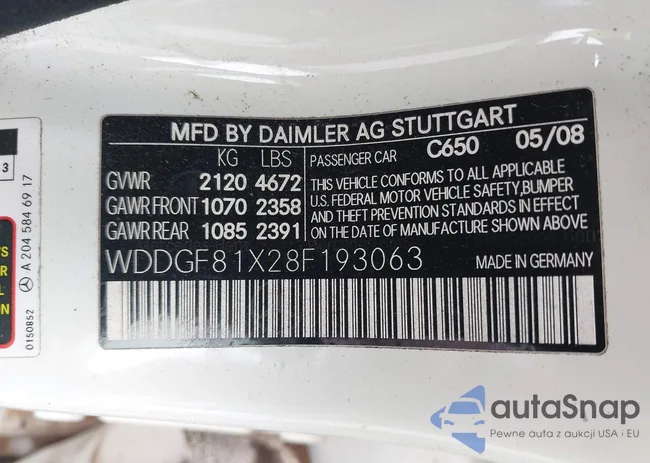 MFD BY DAIMLER AG STUTTGART
KG LBS
GVWR 2120 4672
GAWR FRONT 1070 2358
GAWR REAR 1085 2391
PASSENGER CAR C650 05/08
THIS VEHICLE CONFORMS TO ALL APPLICABLE
U.S. FEDERAL MOTOR VEHICLE SAFETY,BUMPER
AND THEFT PREVENTION STANDARDS IN EFFECT
ON DATE OF MANUFACTURE SHOWN ABOVE
WDDGF81X28F193063 MADE IN GERMANY
3
A 204 584 69 17
0150852
'S
R
L
ON
autaSnap
Pewne auta z aukcji USA i EU